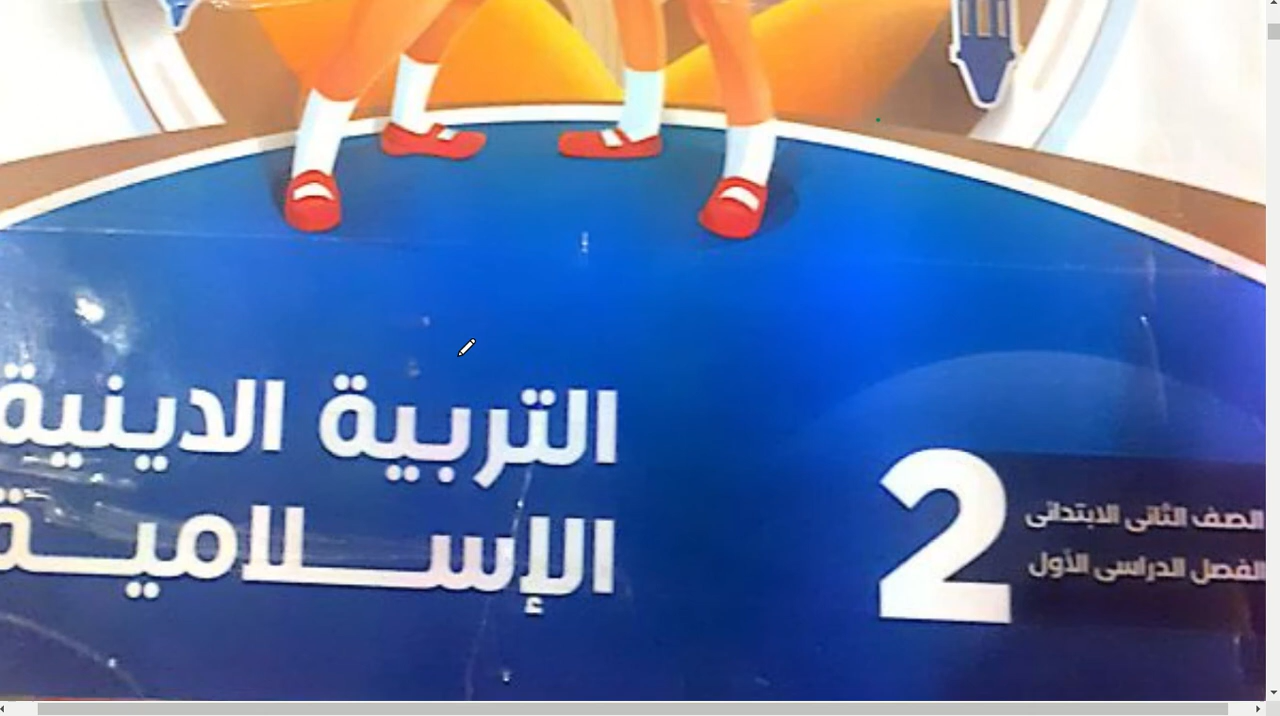 التربية الدينية
الإسلامية
2
الصف الثانى الابتدائى
الفصل الدراسى الأول